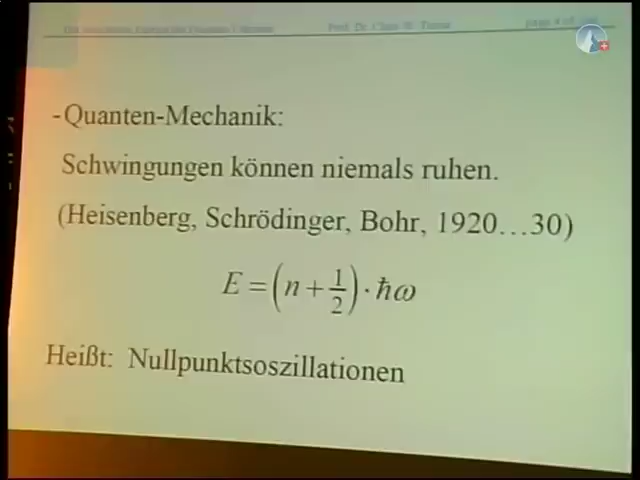 -Quanten-Mechanik:
Schwingungen können niemals ruhen.
(Heisenberg, Schrödinger, Bohr, 1920…30)
E = (n + 1/2) · ħω
Heißt: Nullpunktsoszillationen